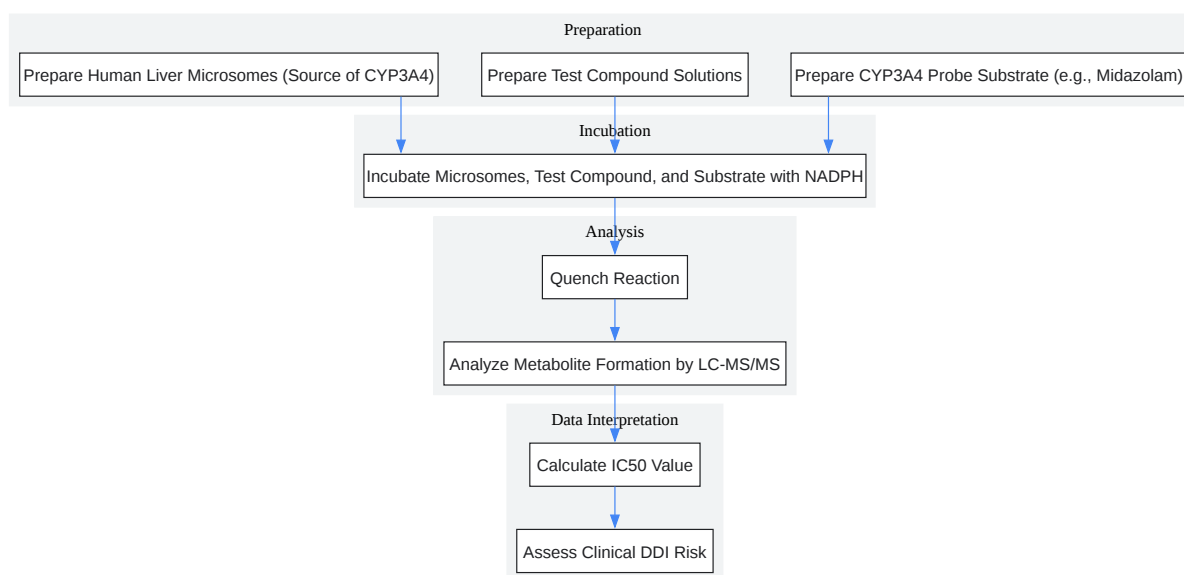 Preparation
Prepare Human Liver Microsomes (Source of CYP3A4)
Prepare Test Compound Solutions
Prepare CYP3A4 Probe Substrate (e.g., Midazolam)
Incubation
Incubate Microsomes, Test Compound, and Substrate with NADPH
Analysis
Quench Reaction
Analyze Metabolite Formation by LC-MS/MS
Data Interpretation
Calculate IC50 Value
Assess Clinical DDI Risk